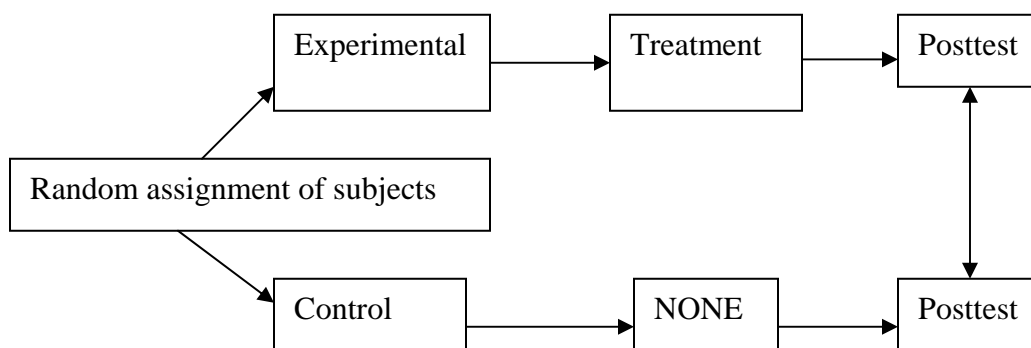 Experimental
Treatment
Posttest
Random assignment of subjects
Control
NONE
Posttest